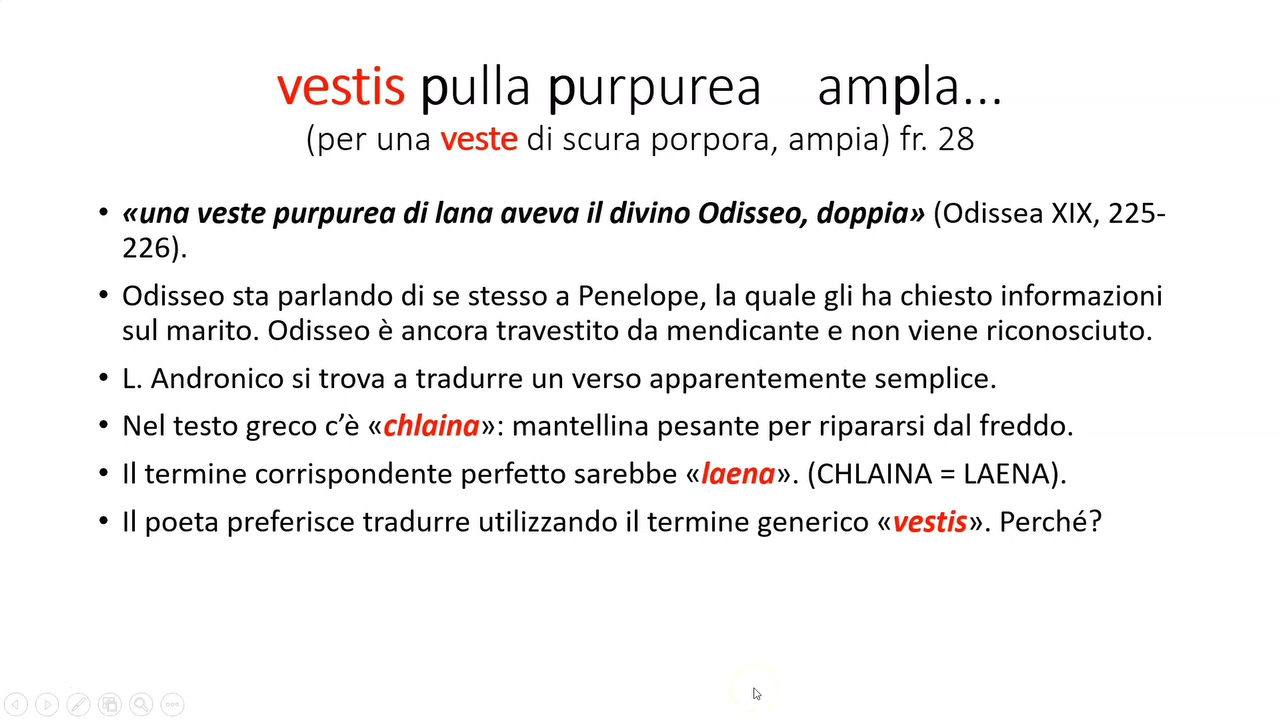 vestis pulla purpurea ampla...
(per una veste di scura porpora, ampia) fr. 28
• «una veste purpurea di lana aveva il divino Odisseo, doppia» (Odissea XIX, 225-
226).
• Odisseo sta parlando di se stesso a Penelope, la quale gli ha chiesto informazioni
sul marito. Odisseo è ancora travestito da mendicante e non viene riconosciuto.
• L. Andronico si trova a tradurre un verso apparentemente semplice.
• Nel testo greco c’è «chlaina»: mantellina pesante per ripararsi dal freddo.
• Il termine corrispondente perfetto sarebbe «laena». (CHLAINA = LAENA).
• Il poeta preferisce tradurre utilizzando il termine generico «vestis». Perché?